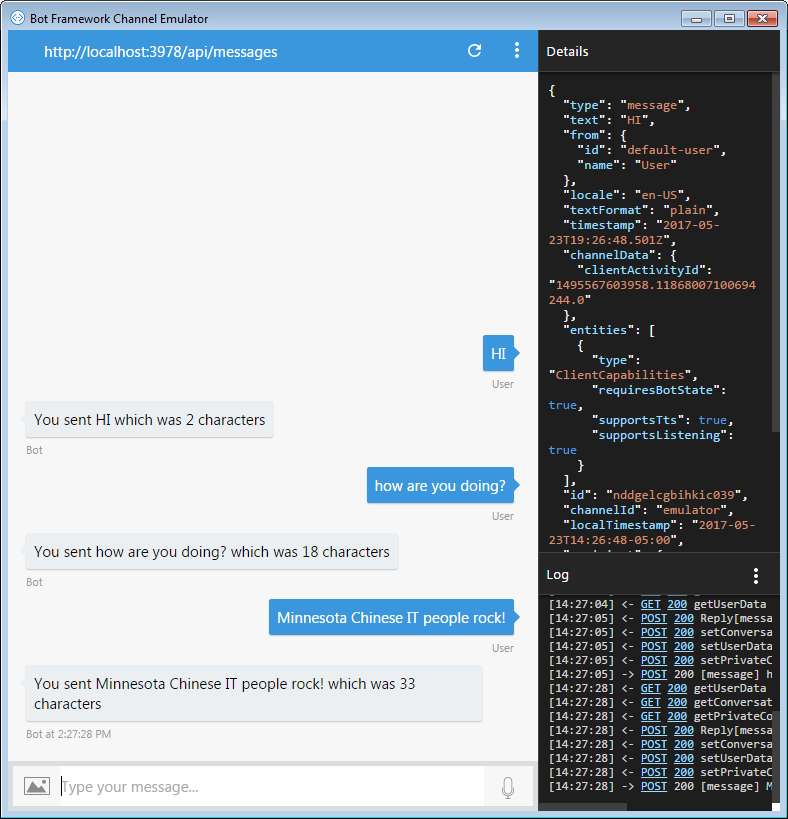 Bot Framework Channel Emulator
http://localhost:3978/api/messages
HI
User
You sent HI which was 2 characters
Bot
how are you doing?
User
You sent how are you doing? which was 18 characters
Bot
Minnesota Chinese IT people rock!
User
You sent Minnesota Chinese IT people rock! which was 33
characters
Bot at 2:27:28 PM
Type your message...
Details
{
"type": "message",
"text": "HI",
"from": {
"id": "default-user",
"name": "User"
},
"locale": "en-US",
"textFormat": "plain",
"timestamp": "2017-05-
23T19:26:48.501Z",
"channelData": {
"clientActivityId":
"1495567603958.11868007100694
244.0"
},
"entities": [
{
"type":
"ClientCapabilities",
"requiresBotState":
true,
"supportsTts": true,
"supportsListening":
true
}
],
"id": "nddgelcgbihkic039",
"channelId": "emulator",
"localTimestamp": "2017-05-
23T14:26:48-05:00",
Log
[14:27:04] <- GET 200 getUserData
[14:27:05] <- POST 200 Reply[messa
[14:27:05] <- POST 200 setConversa
[14:27:05] <- POST 200 setUserData
[14:27:05] <- POST 200 setPrivateC
[14:27:05] -> POST 200 [message] h
[14:27:28] <- GET 200 getUserData
[14:27:28] <- GET 200 getConversat
[14:27:28] <- GET 200 getPrivateCo
[14:27:28] <- POST 200 Reply[messa
[14:27:28] <- POST 200 setConversa
[14:27:28] <- POST 200 setUserData
[14:27:28] <- POST 200 setPrivateC
[14:27:28] -> POST 200 [message] M